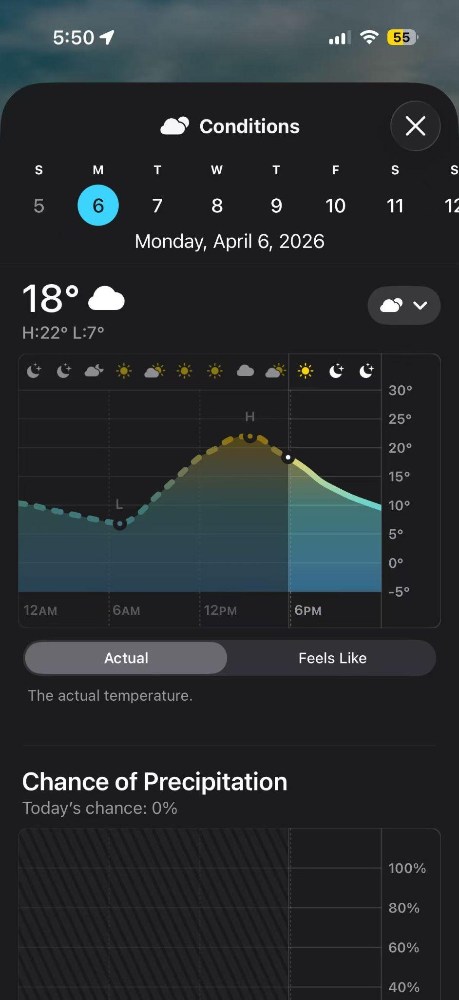 5:50
55
Conditions
S M T W T F S S
5 6 7 8 9 10 11 12
Monday, April 6, 2026
18°
H:22° L:7°
30°
H
25°
20°
15°
L
10°
5°
0°
-5°
12AM 6AM 12PM 6PM
Actual Feels Like
The actual temperature.
Chance of Precipitation
Today's chance: 0%
100%
80%
60%
40%